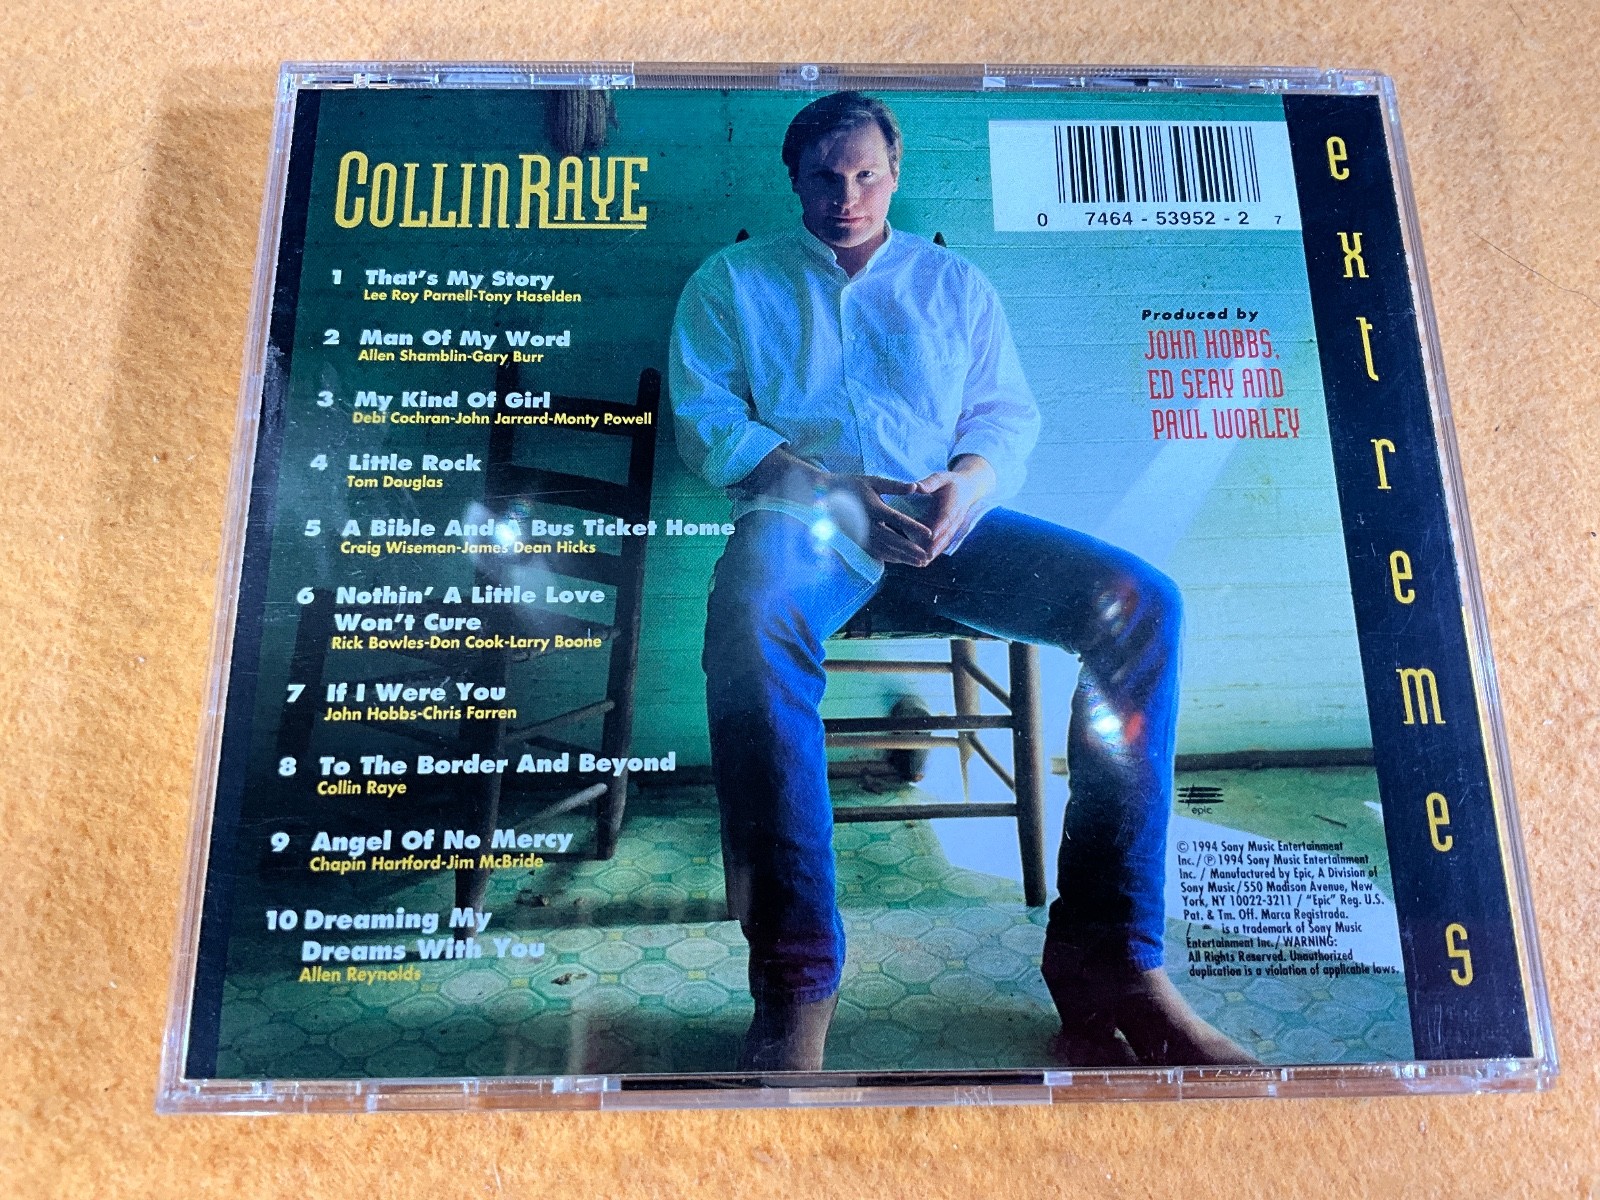 COLLIN RAYE
1 That's My Story
Lee Roy Parnell-Tony Haselden
2 Man Of My Word
Allen Shamblin-Gary Burr
3 My Kind Of Girl
Debi Cochran-John Jarrard-Monty Powell
4 Little Rock
Tom Douglas
5 A Bible And A Bus Ticket Home
Craig Wiseman-James Dean Hicks
6 Nothin' A Little Love
Won't Cure
Rick Bowles-Don Cook-Larry Boone
7 If I Were You
John Hobbs-Chris Farren
8 To The Border And Beyond
Collin Raye
9 Angel Of No Mercy
Chapin Hartford-Jim McBride
10 Dreaming My
Dreams With You
Allen Reynolds
0 7464 - 53952 - 2 7
Produced by
JOHN HOBBS,
ED SEAY AND
PAUL WORLEY
epic
© 1994 Sony Music Entertainment
Inc./ ℗ 1994 Sony Music Entertainment
Inc. / Manufactured by Epic, A Division of
Sony Music/550 Madison Avenue, New
York, NY 10022-3211 / "Epic" Reg. U.S.
Pat. & Tm. Off. Marca Registrada.
/ is a trademark of Sony Music
Entertainment Inc./WARNING:
All Rights Reserved. Unauthorized
duplication is a violation of applicable laws.
extremes